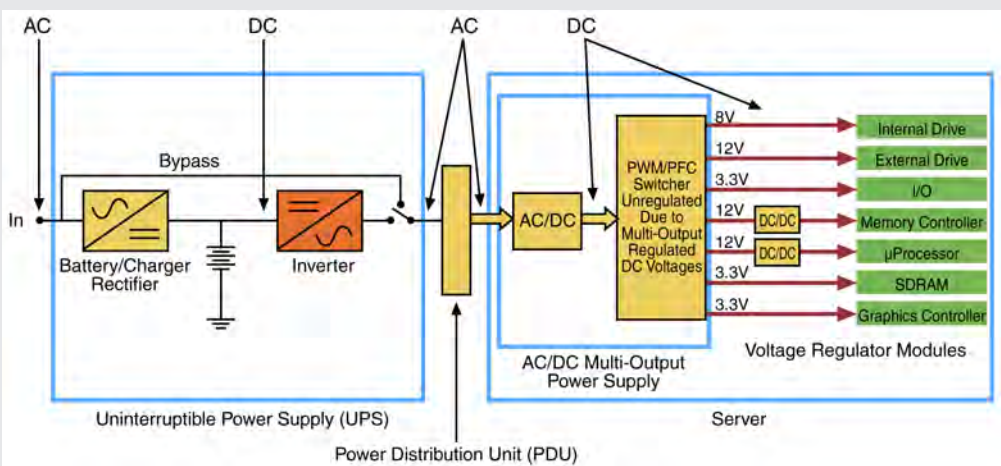 AC
DC
AC
DC
Bypass
In
Battery/Charger
Rectifier
Inverter
AC/DC
PWM/PFC
Switcher
Unregulated
Due to
Multi-Output
Regulated
DC Voltages
8V
Internal Drive
12V
External Drive
3.3V
I/O
12V
DC/DC
Memory Controller
12V
DC/DC
µProcessor
3.3V
SDRAM
3.3V
Graphics Controller
AC/DC Multi-Output
Power Supply
Voltage Regulator Modules
Uninterruptible Power Supply (UPS)
Server
Power Distribution Unit (PDU)